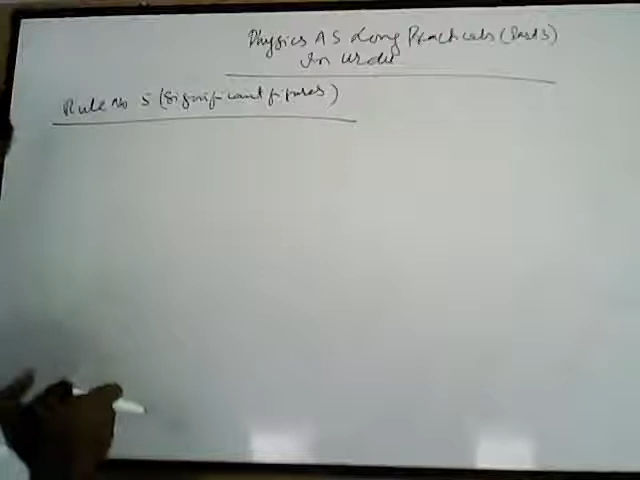 Physics AS Long Practicals (Part 3)
In Urdu
Rule No 5 (Significant figures)